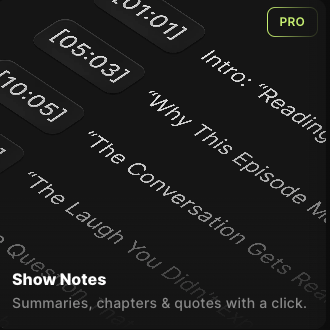 [01:01] Intro: “Reading
PRO
[05:03] “Why This Episode
[10:05] “The Conversation Gets
“The Laugh You Didn’t
Show Notes
Summaries, chapters & quotes with a click.